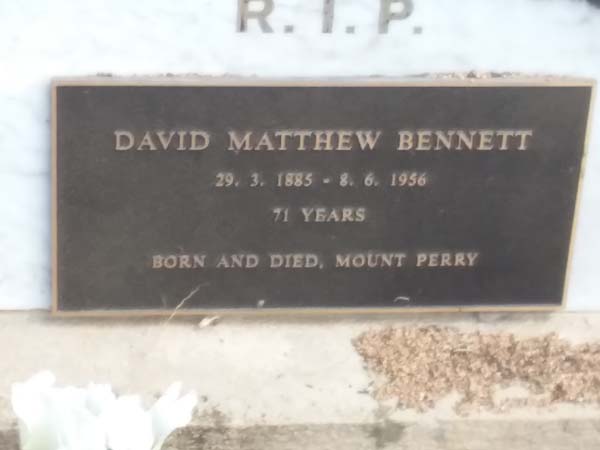 R.I.P.
DAVID MATTHEW BENNETT
29. 3. 1885 - 8. 6. 1956
71 YEARS
BORN AND DIED, MOUNT PERRY